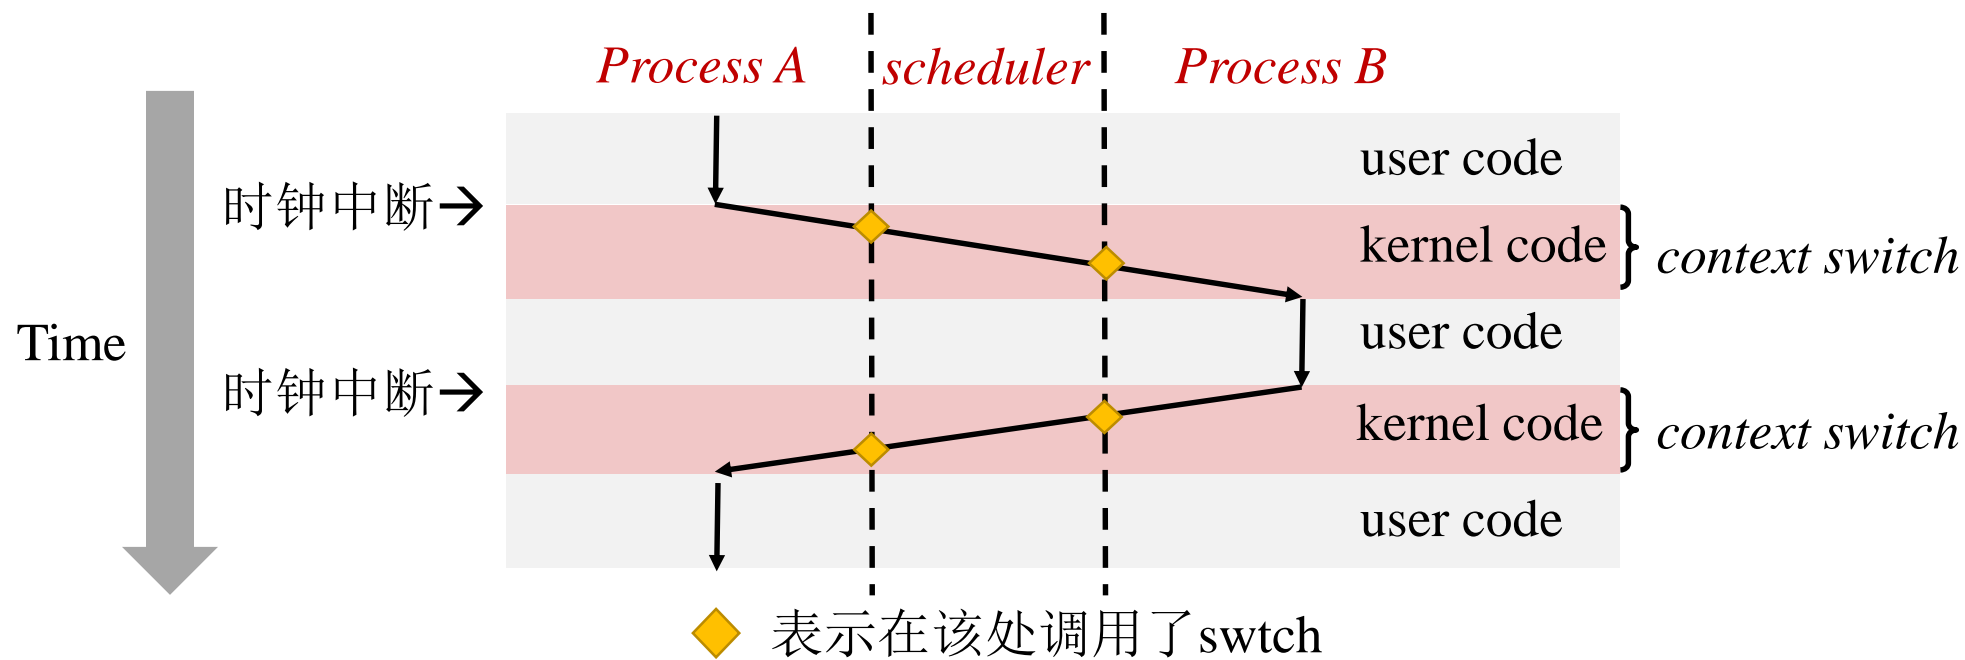 Process A
scheduler
Process B
user code
时钟中断→
kernel code
context switch
Time
user code
时钟中断→
kernel code
context switch
user code
表示在该处调用了swtch